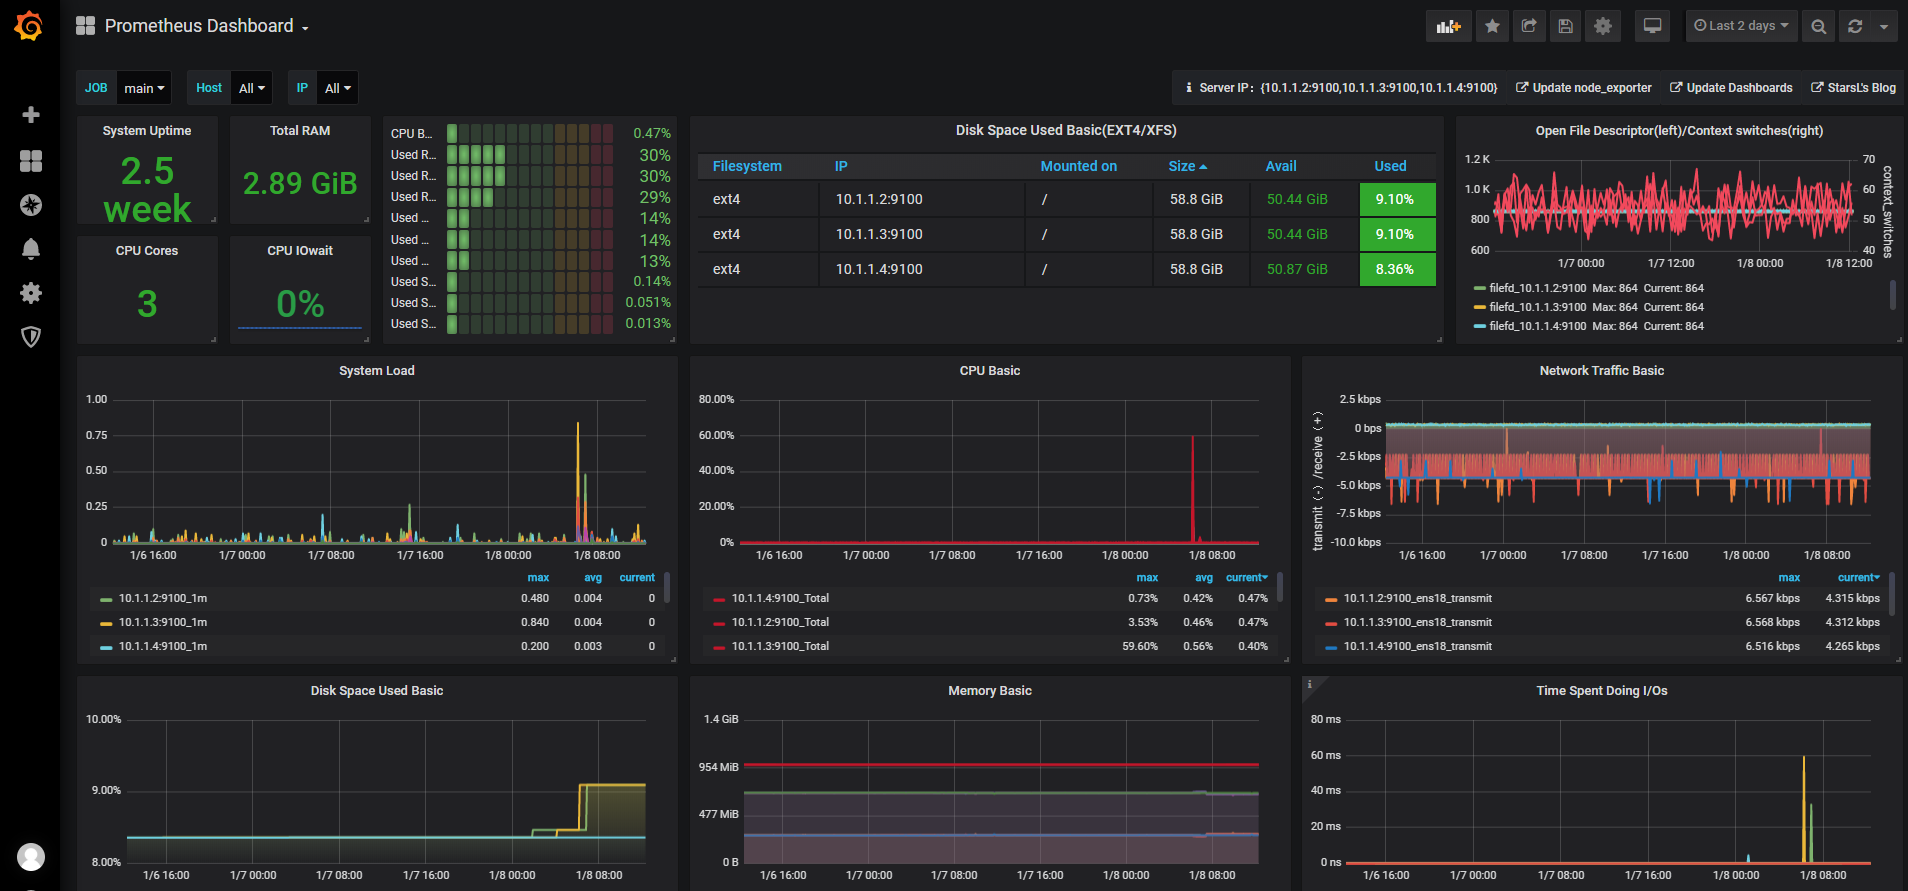 Prometheus Dashboard
Last 2 days
JOB main Host All IP All
Server IP：{10.1.1.2:9100,10.1.1.3:9100,10.1.1.4:9100} Update node_exporter Update Dashboards StarsL's Blog
System Uptime
2.5
week
Total RAM
2.89 GiB
CPU Cores
3
CPU IOwait
0%
CPU B... 0.47%
Used R... 30%
Used R... 30%
Used R... 29%
Used ... 14%
Used ... 14%
Used ... 13%
Used S... 0.14%
Used S... 0.051%
Used S... 0.013%
Disk Space Used Basic(EXT4/XFS)
Filesystem IP Mounted on Size Avail Used
ext4 10.1.1.2:9100 / 58.8 GiB 50.44 GiB 9.10%
ext4 10.1.1.3:9100 / 58.8 GiB 50.44 GiB 9.10%
ext4 10.1.1.4:9100 / 58.8 GiB 50.87 GiB 8.36%
Open File Descriptor(left)/Context switches(right)
1.2 K 70
1.0 K 60
800 50
600 40
context_switches
1/7 00:00 1/7 12:00 1/8 00:00 1/8 12:00
filefd_10.1.1.2:9100 Max: 864 Current: 864
filefd_10.1.1.3:9100 Max: 864 Current: 864
filefd_10.1.1.4:9100 Max: 864 Current: 864
System Load
1.00
0.75
0.50
0.25
0
1/6 16:00 1/7 00:00 1/7 08:00 1/7 16:00 1/8 00:00 1/8 08:00
max avg current
10.1.1.2:9100_1m 0.480 0.004 0
10.1.1.3:9100_1m 0.840 0.004 0
10.1.1.4:9100_1m 0.200 0.003 0
CPU Basic
80.00%
60.00%
40.00%
20.00%
0%
1/6 16:00 1/7 00:00 1/7 08:00 1/7 16:00 1/8 00:00 1/8 08:00
max avg current
10.1.1.4:9100_Total 0.73% 0.42% 0.47%
10.1.1.2:9100_Total 3.53% 0.46% 0.47%
10.1.1.3:9100_Total 59.60% 0.56% 0.40%
Network Traffic Basic
transmit（-）/receive（+）
2.5 kbps
0 bps
-2.5 kbps
-5.0 kbps
-7.5 kbps
-10.0 kbps
1/6 16:00 1/7 00:00 1/7 08:00 1/7 16:00 1/8 00:00 1/8 08:00
max current
10.1.1.2:9100_ens18_transmit 6.567 kbps 4.315 kbps
10.1.1.3:9100_ens18_transmit 6.568 kbps 4.312 kbps
10.1.1.4:9100_ens18_transmit 6.516 kbps 4.265 kbps
Disk Space Used Basic
10.00%
9.00%
8.00%
1/6 16:00 1/7 00:00 1/7 08:00 1/7 16:00 1/8 00:00 1/8 08:00
Memory Basic
1.4 GiB
954 MiB
477 MiB
0 B
1/6 16:00 1/7 00:00 1/7 08:00 1/7 16:00 1/8 00:00 1/8 08:00
Time Spent Doing I/Os
80 ms
60 ms
40 ms
20 ms
0 ns
1/6 16:00 1/7 00:00 1/7 08:00 1/7 16:00 1/8 00:00 1/8 08:00